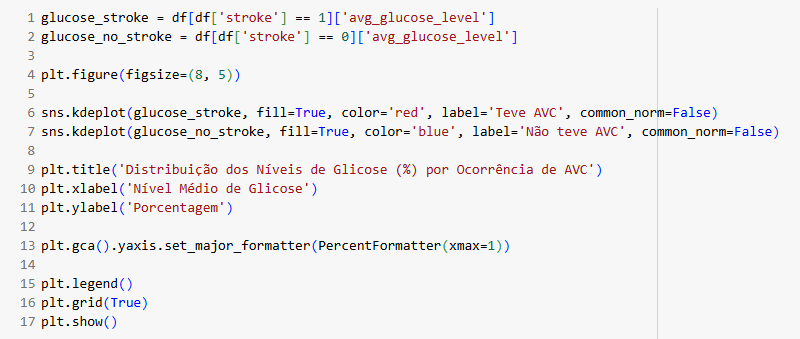 1 glucose_stroke = df[df['stroke'] == 1]['avg_glucose_level']
2 glucose_no_stroke = df[df['stroke'] == 0]['avg_glucose_level']
3
4 plt.figure(figsize=(8, 5))
5
6 sns.kdeplot(glucose_stroke, fill=True, color='red', label='Teve AVC', common_norm=False)
7 sns.kdeplot(glucose_no_stroke, fill=True, color='blue', label='Não teve AVC', common_norm=False)
8
9 plt.title('Distribuição dos Níveis de Glicose (%) por Ocorrência de AVC')
10 plt.xlabel('Nível Médio de Glicose')
11 plt.ylabel('Porcentagem')
12
13 plt.gca().yaxis.set_major_formatter(PercentFormatter(xmax=1))
14
15 plt.legend()
16 plt.grid(True)
17 plt.show()